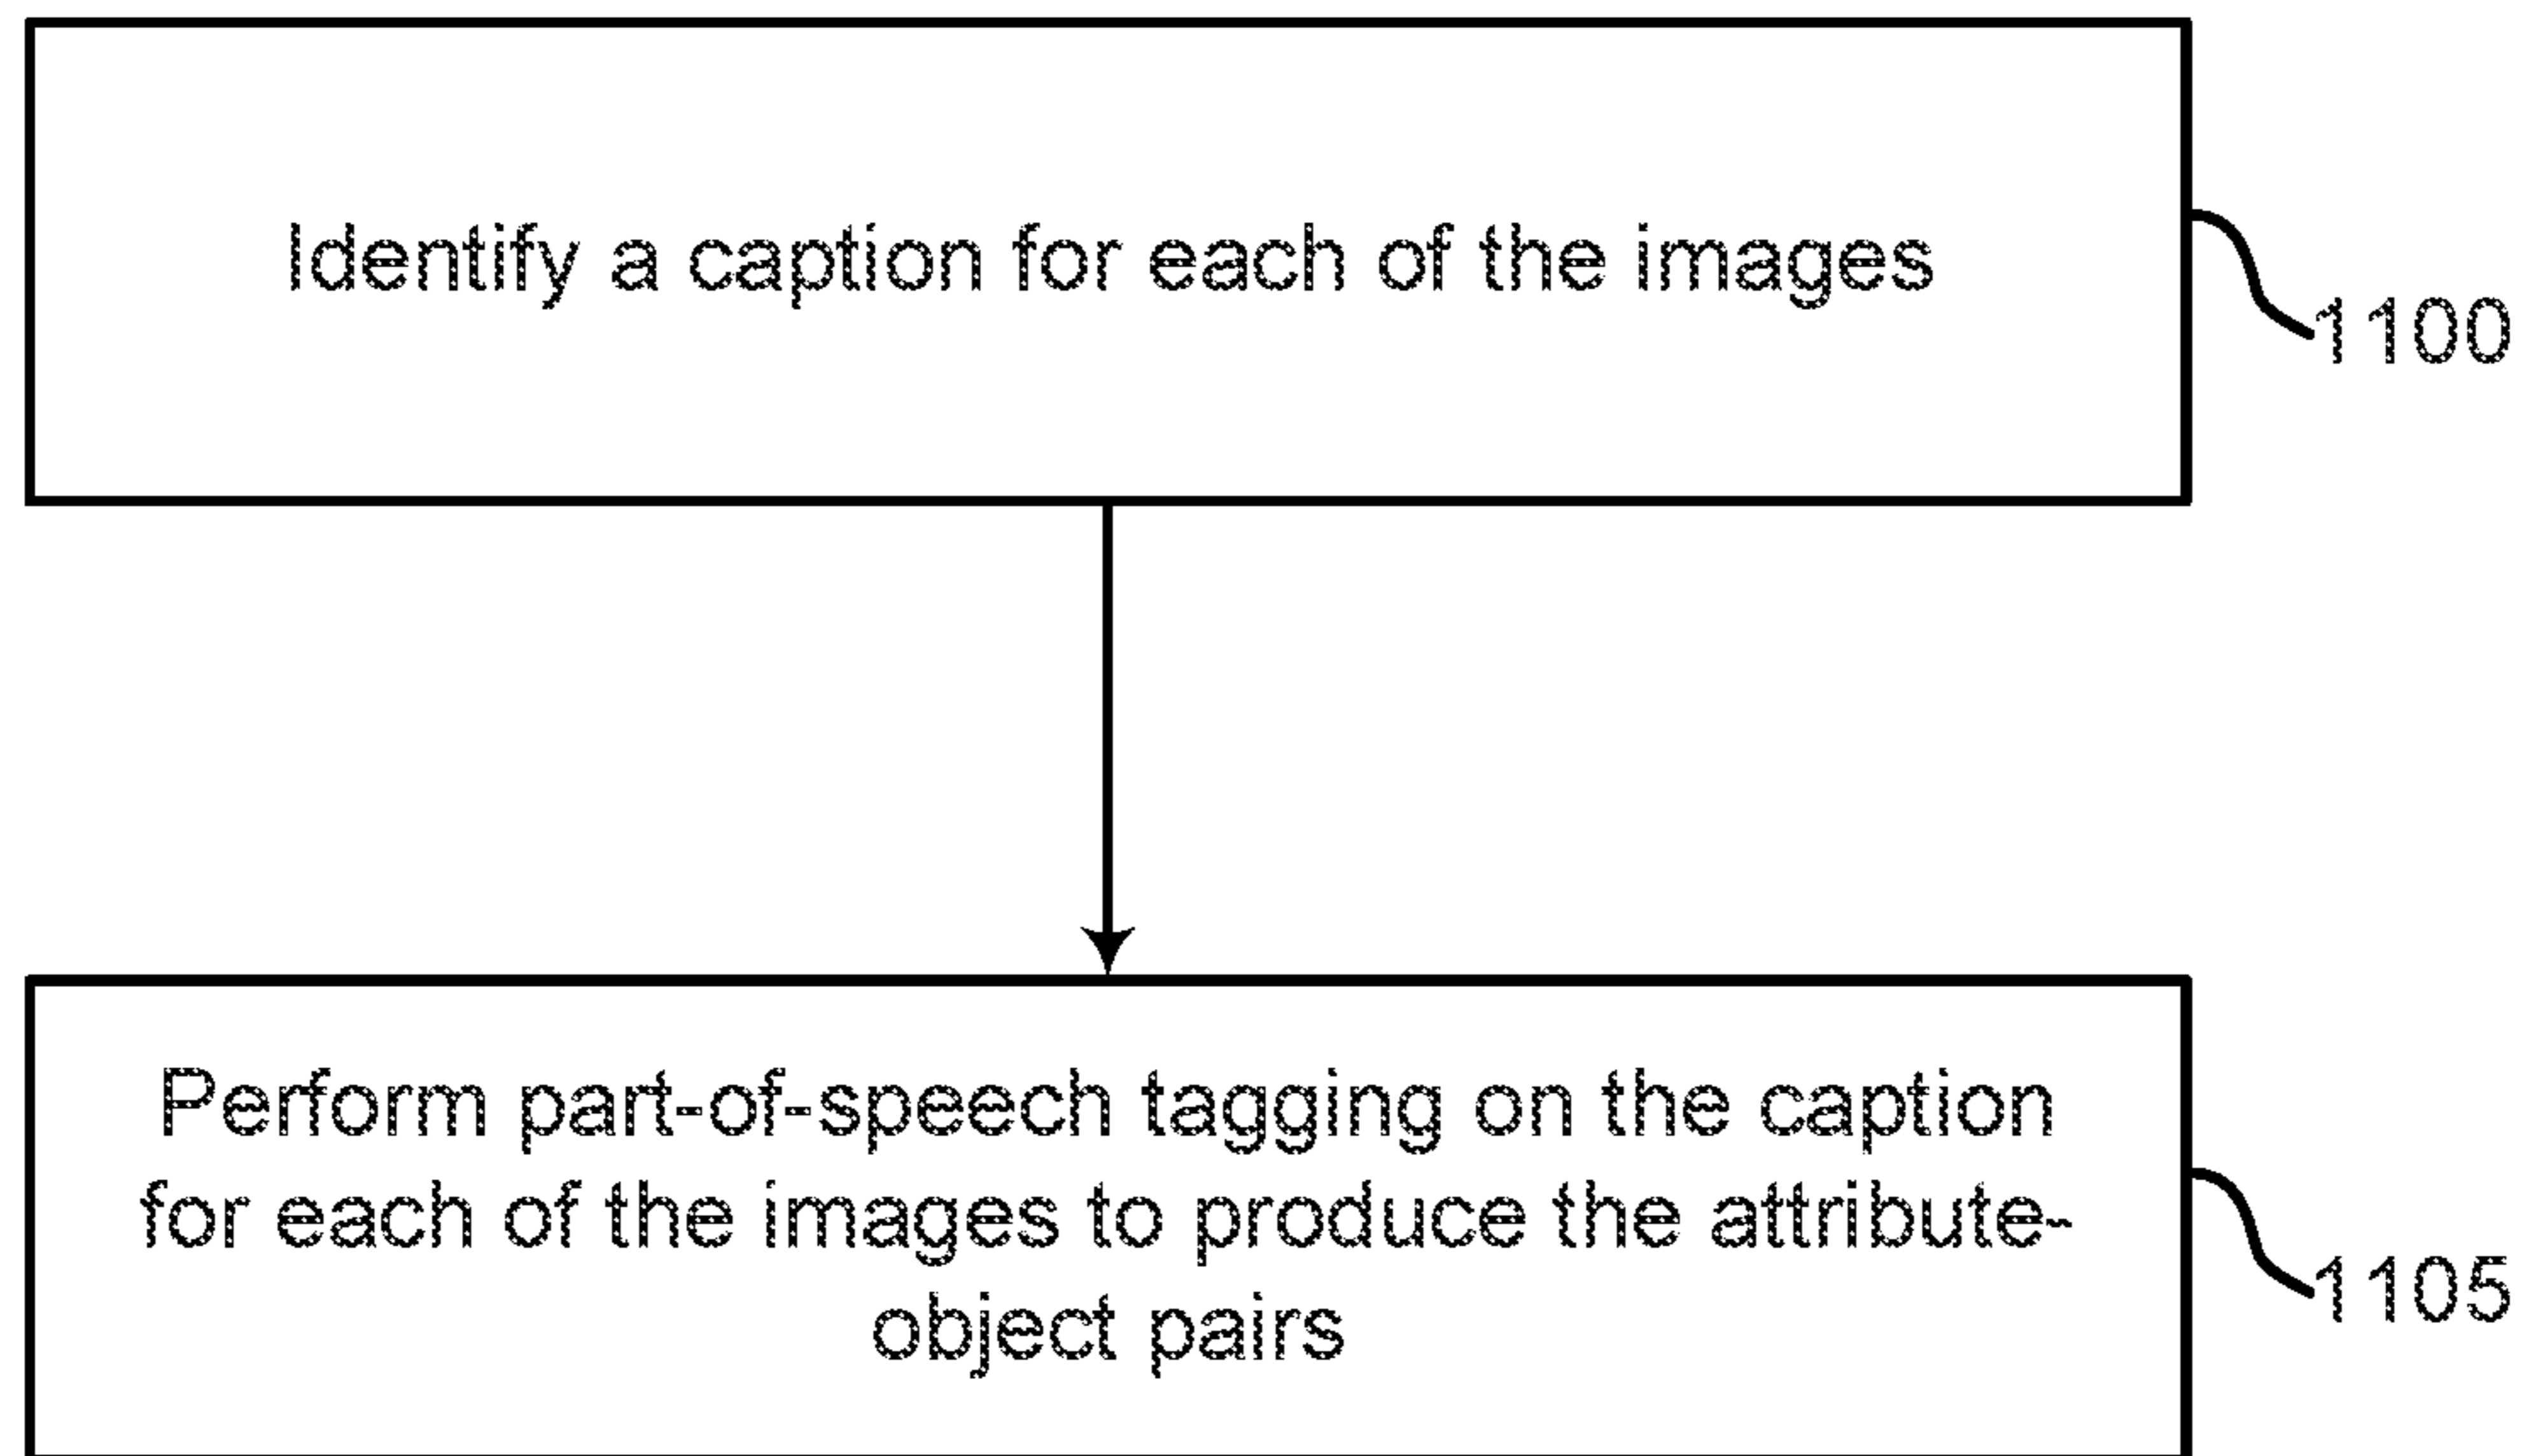 Identify a caption for each of the images
1100
Perform part-of-speech tagging on the caption
for each of the images to produce the attribute-
object pairs
1105